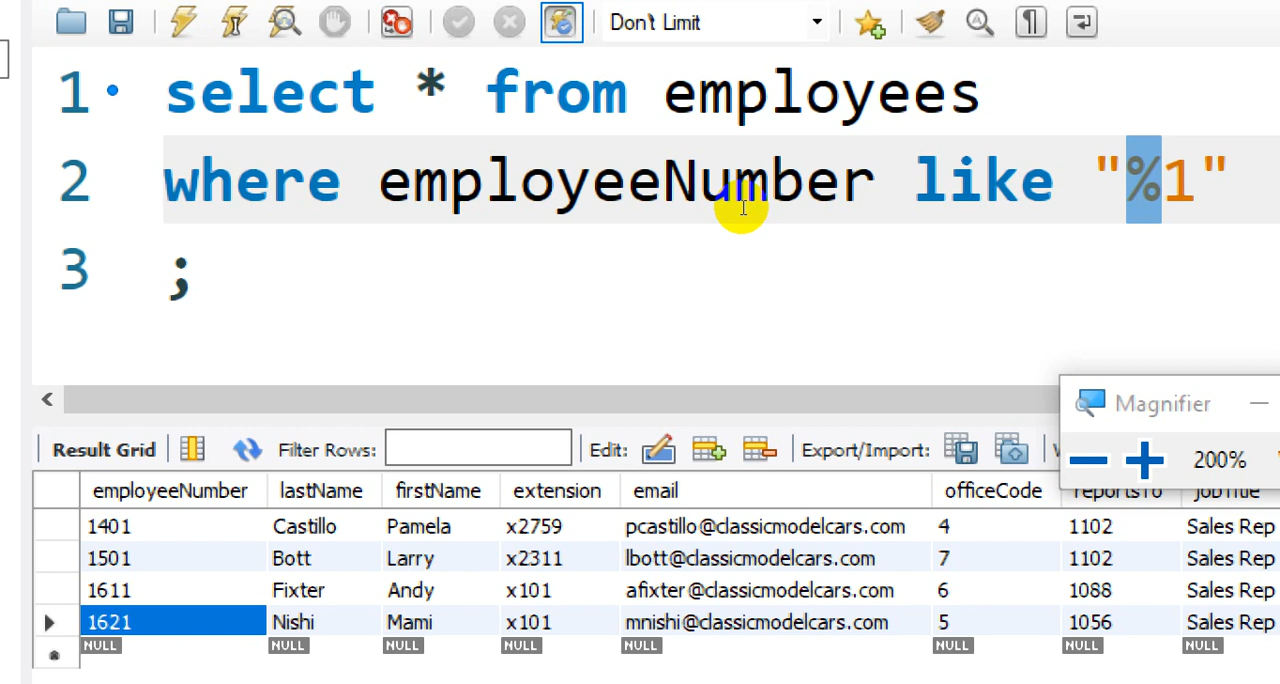 Don't Limit
1 select * from employees
2 where employeeNumber like "%1"
3 ;
Magnifier
200%
Result Grid Filter Rows: Edit: Export/Import:
employeeNumber lastName firstName extension email officeCode reportsTo jobTitle
1401 Castillo Pamela x2759 pcastillo@classicmodelcars.com 4 1102 Sales Rep
1501 Bott Larry x2311 lbott@classicmodelcars.com 7 1102 Sales Rep
1611 Fixter Andy x101 afixter@classicmodelcars.com 6 1088 Sales Rep
1621 Nishi Mami x101 mnishi@classicmodelcars.com 5 1056 Sales Rep
NULL NULL NULL NULL NULL NULL NULL NULL